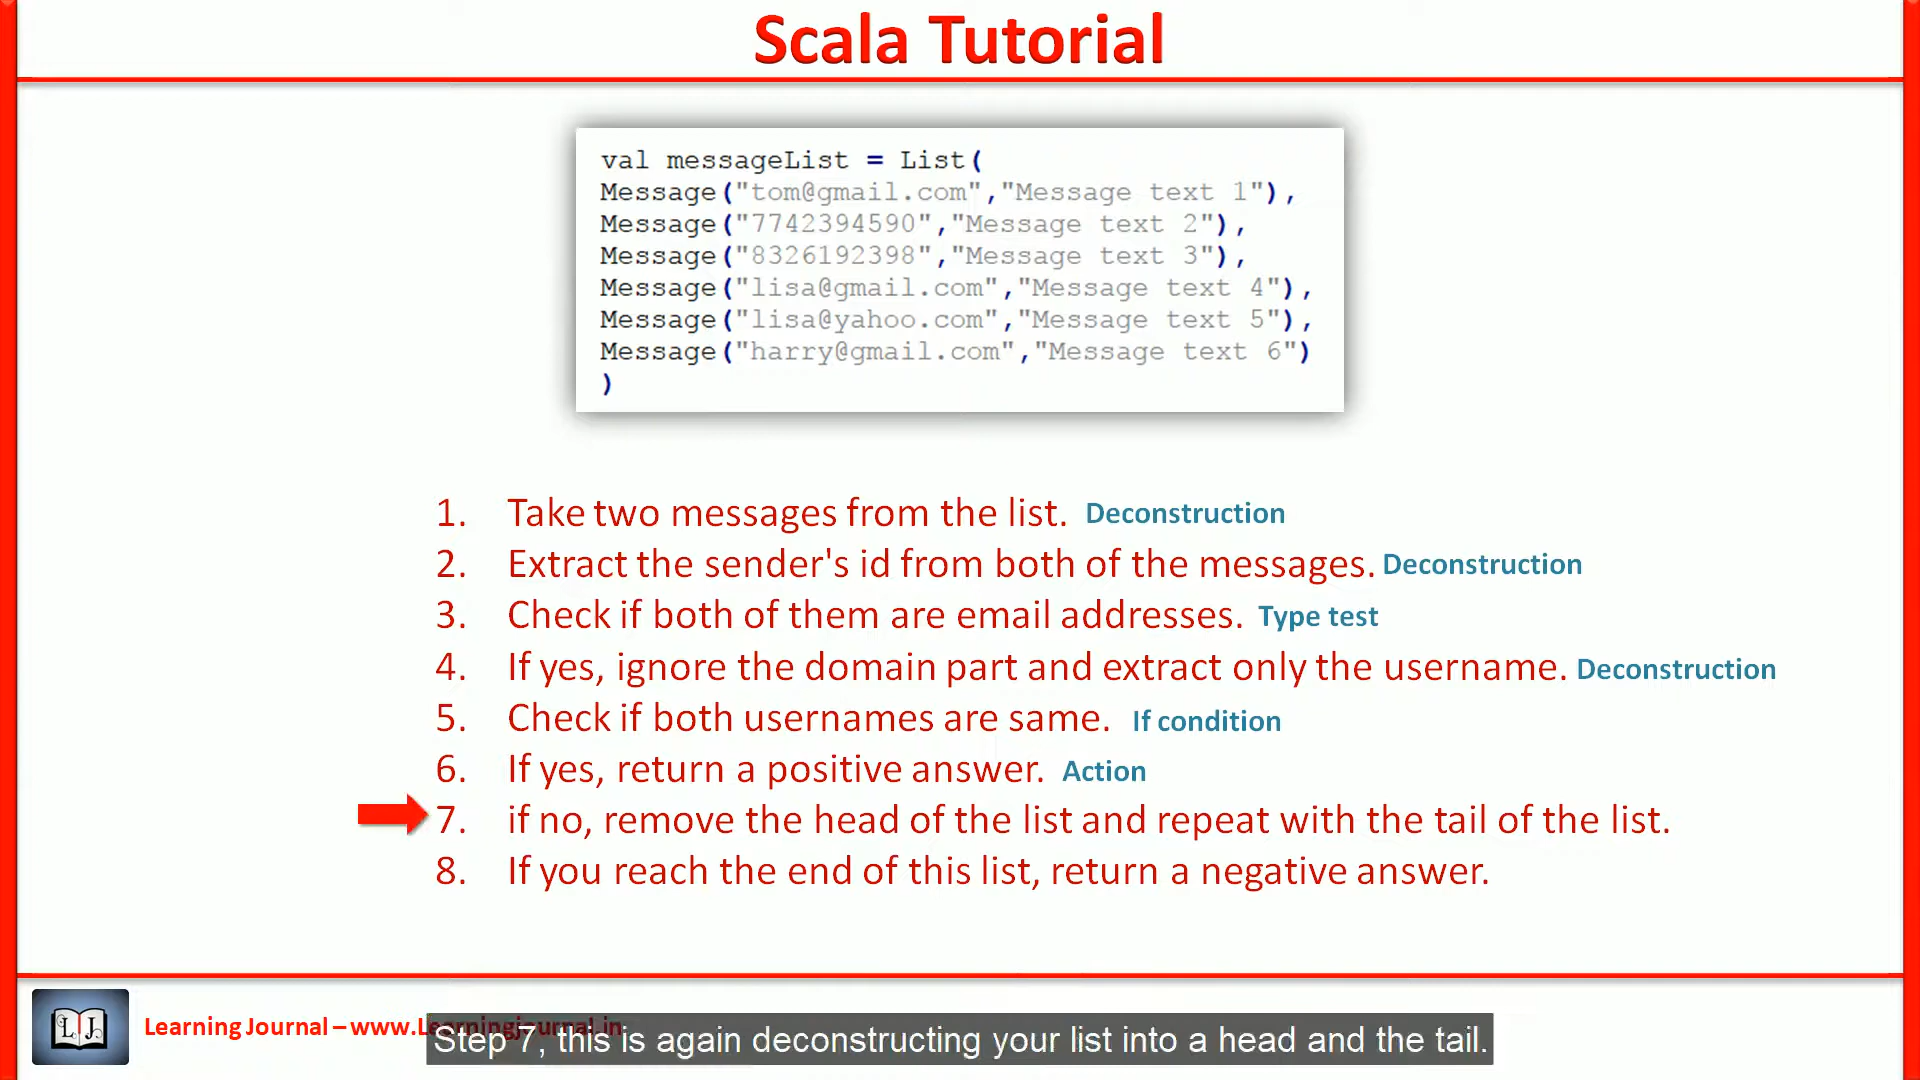 Scala Tutorial
val messageList = List(
Message("tom@gmail.com","Message text 1"),
Message("7742394590","Message text 2"),
Message("8326192398","Message text 3"),
Message("lisa@gmail.com","Message text 4"),
Message("lisa@yahoo.com","Message text 5"),
Message("harry@gmail.com","Message text 6")
)
1. Take two messages from the list. Deconstruction
2. Extract the sender's id from both of the messages. Deconstruction
3. Check if both of them are email addresses. Type test
4. If yes, ignore the domain part and extract only the username. Deconstruction
5. Check if both usernames are same. If condition
6. If yes, return a positive answer. Action
7. if no, remove the head of the list and repeat with the tail of the list.
8. If you reach the end of this list, return a negative answer.
LJ
Learning Journal – www.Learningjournal.in
Step 7, this is again deconstructing your list into a head and the tail.